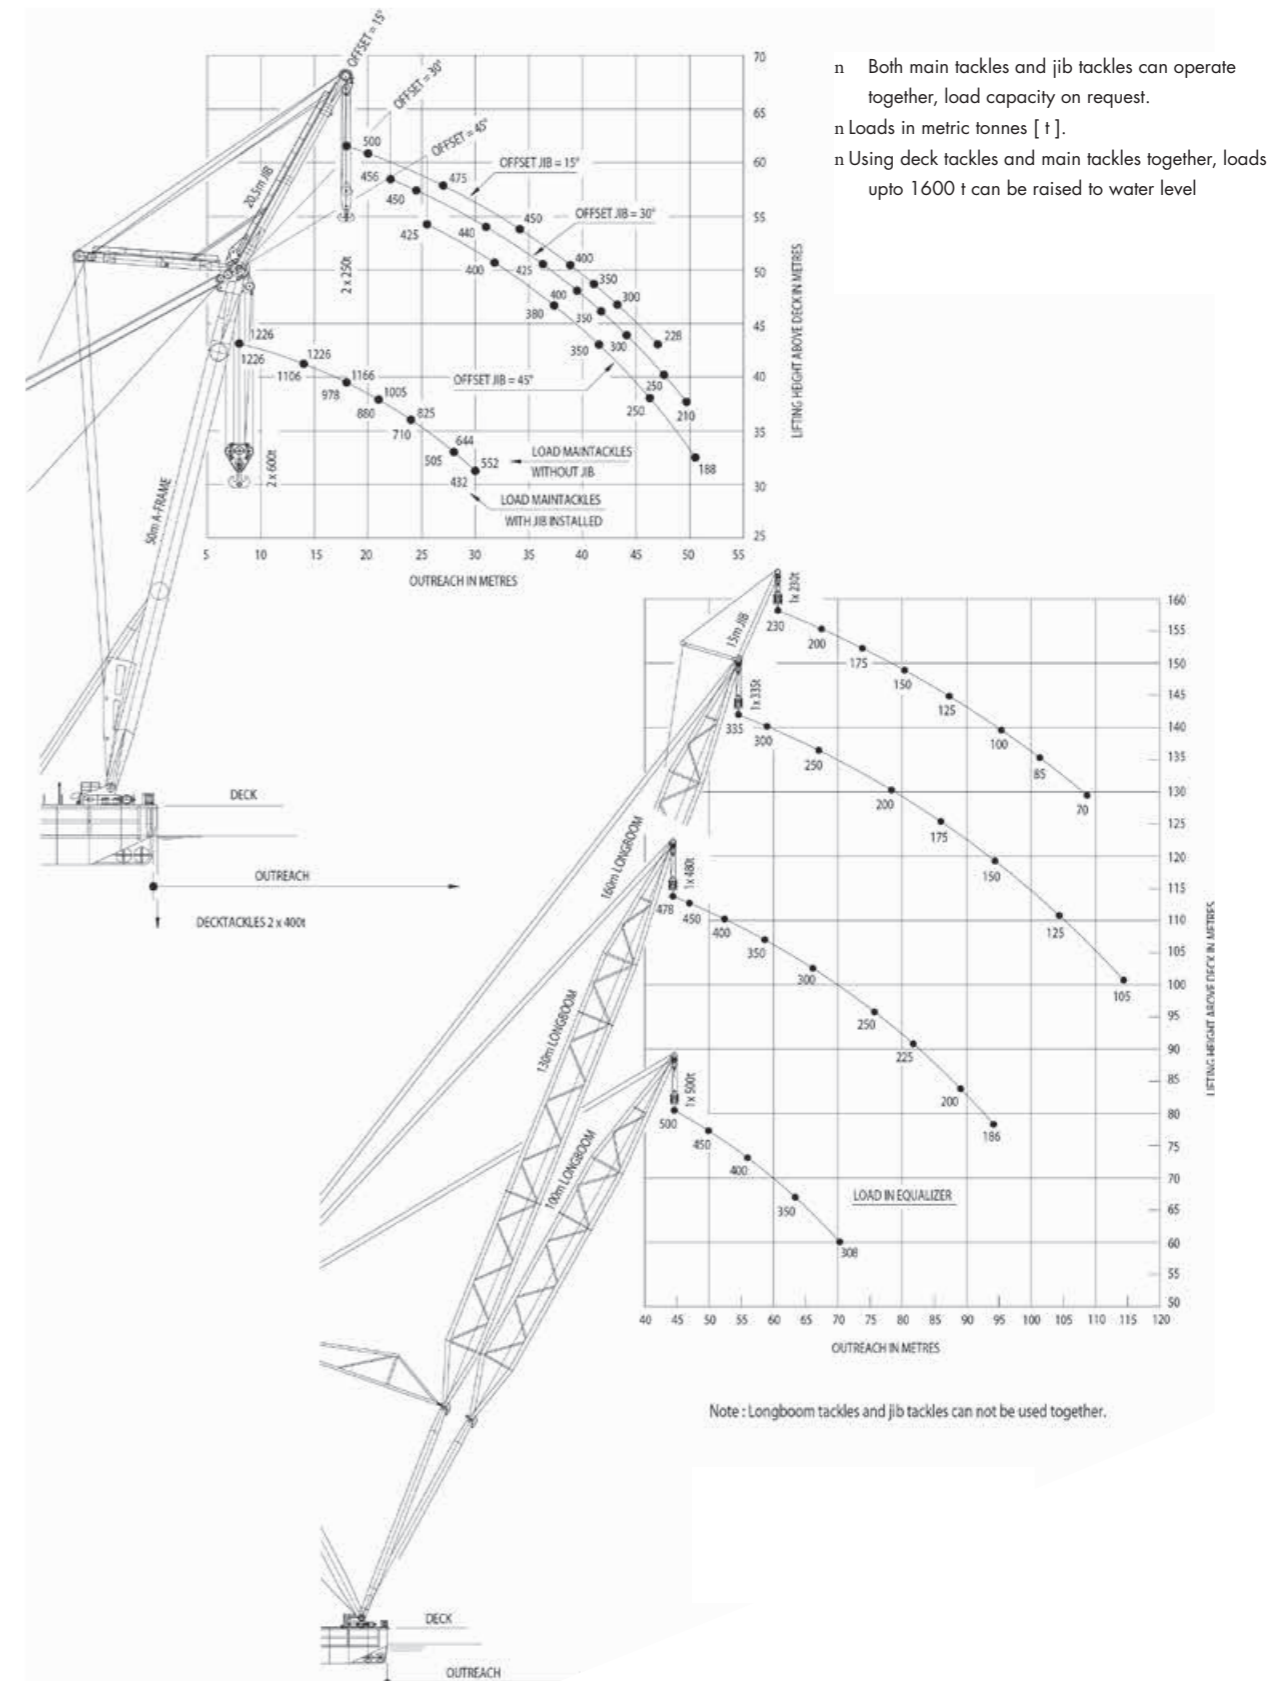 OFFSET = 15°
OFFSET = 30°
OFFSET = 45°
20,5m JIB
500
OFFSET JIB = 15°
456
475
450
OFFSET JIB = 30°
450
425
440
400
400
425
350
400
300
380
350
228
350
300
OFFSET JIB = 45°
250
250
210
188
2 x 250t
1226
1226
1226
1106
1166
978
1005
880
825
710
644
505
552
432
LOAD MAINTACKLES
WITHOUT JIB
LOAD MAINTACKLES
WITH JIB INSTALLED
2 x 600t
50m A-FRAME
70
65
60
55
50
45
40
35
30
25
LIFTING HEIGHT ABOVE DECK IN METRES
5 10 15 20 25 30 35 40 45 50 55
OUTREACH IN METRES
n Both main tackles and jib tackles can operate
together, load capacity on request.
n Loads in metric tonnes [ t ].
n Using deck tackles and main tackles together, loads
upto 1600 t can be raised to water level
DECK
OUTREACH
DECKTACKLES 2 x 400t
1 x 230t
15m JIB
230
200
175
150
125
100
85
70
1 x 335t
335
300
250
200
175
150
125
105
160m LONGBOOM
1 x 480t
478
450
400
350
300
250
225
200
186
130m LONGBOOM
1 x 500t
500
450
400
350
308
100m LONGBOOM
LOAD IN EQUALIZER
160
155
150
145
140
135
130
125
120
115
110
105
100
95
90
85
80
75
70
65
60
55
50
LIFTING HEIGHT ABOVE DECK IN METRES
40 45 50 55 60 65 70 75 80 85 90 95 100 105 110 115 120
OUTREACH IN METRES
Note : Longboom tackles and jib tackles can not be used together.
DECK
OUTREACH